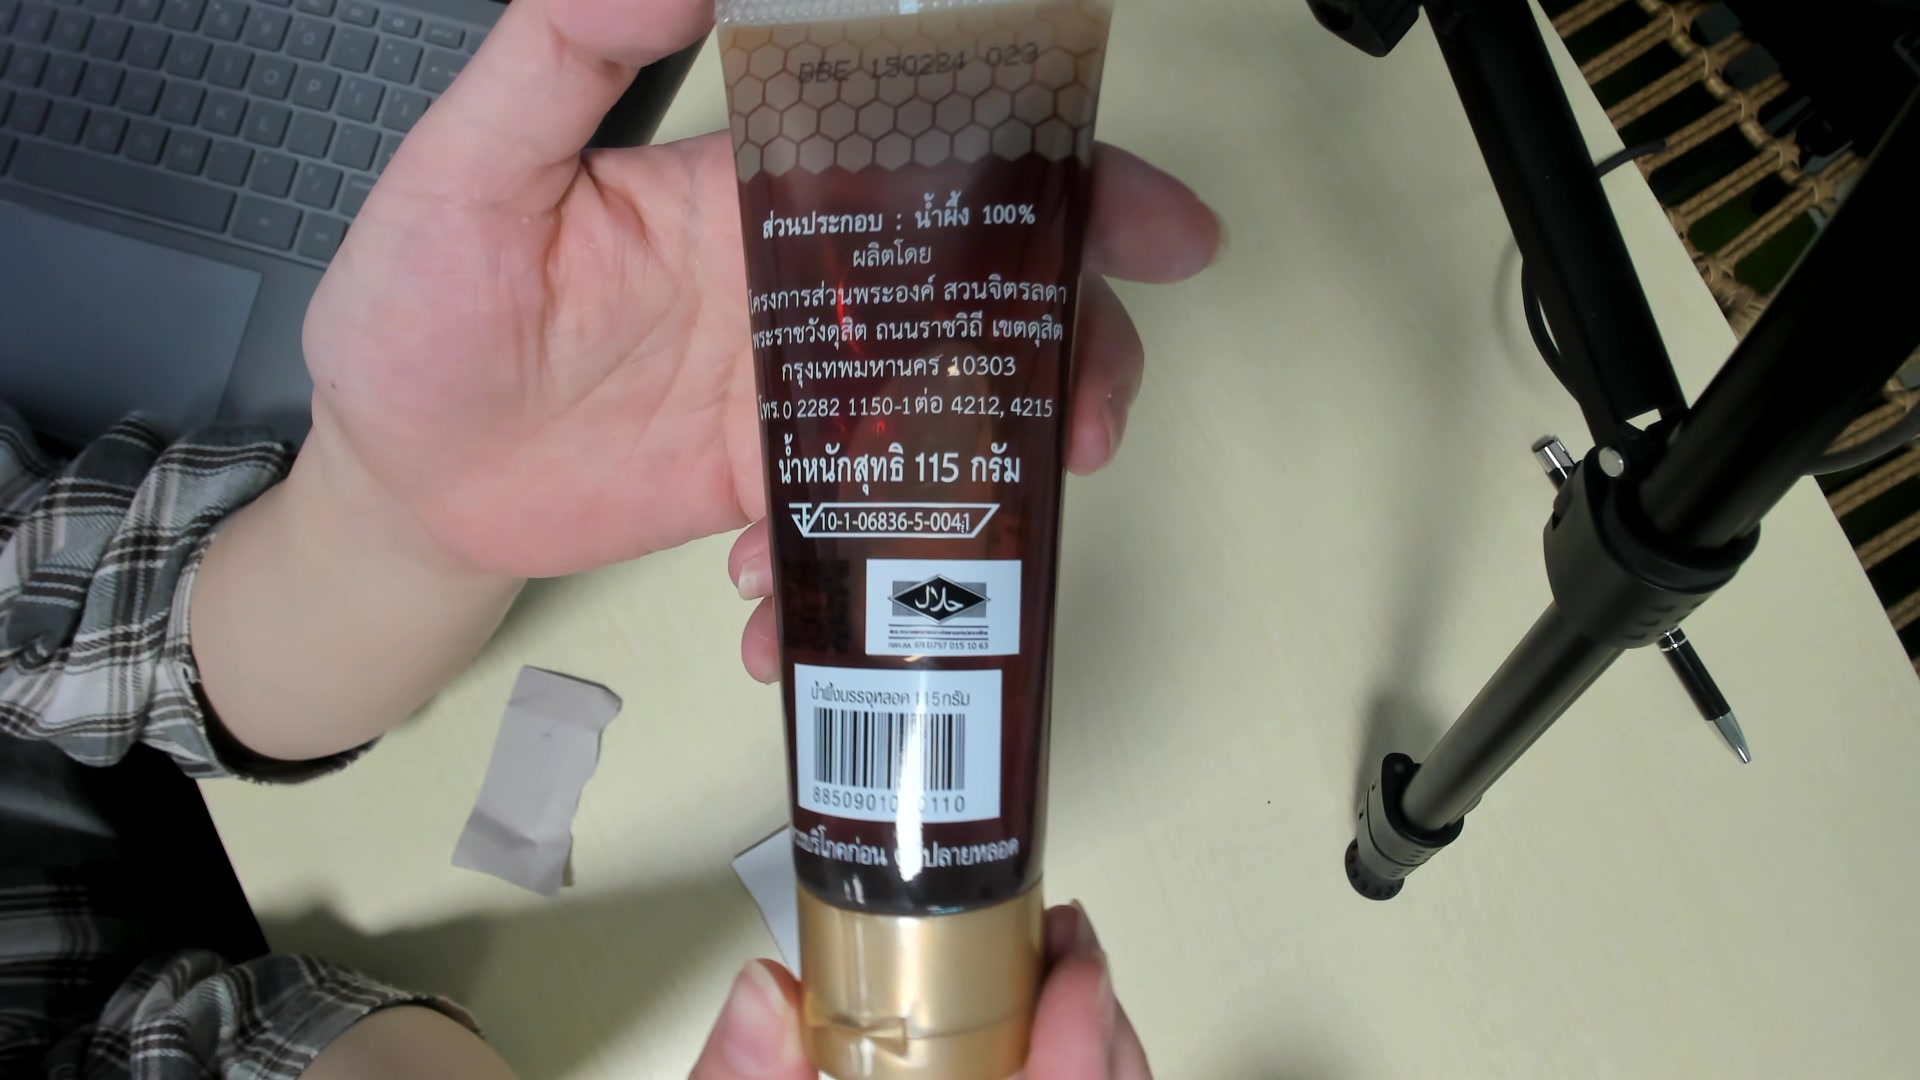 BBE 150224 023
ส่วนประกอบ : น้ำผึ้ง 100%
ผลิตโดย
โครงการส่วนพระองค์ สวนจิตรลดา
พระราชวังดุสิต ถนนราชวิถี เขตดุสิต
กรุงเทพมหานคร 10303
โทร. 0 2282 1150-1 ต่อ 4212, 4215
น้ำหนักสุทธิ 115 กรัม
10-1-06836-5-0041
حلال
น้ำผึ้งบรรจุหลอด 115 กรัม
ปลายหลอด